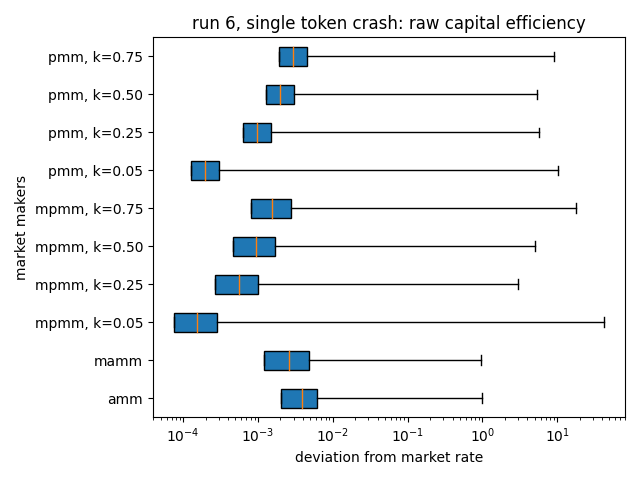 run 6, single token crash: raw capital efficiency
pmm, k=0.75
pmm, k=0.50
pmm, k=0.25
pmm, k=0.05
mpmm, k=0.75
mpmm, k=0.50
mpmm, k=0.25
mpmm, k=0.05
mamm
amm
market makers
10⁻⁴ 10⁻³ 10⁻² 10⁻¹ 10⁰ 10¹
deviation from market rate